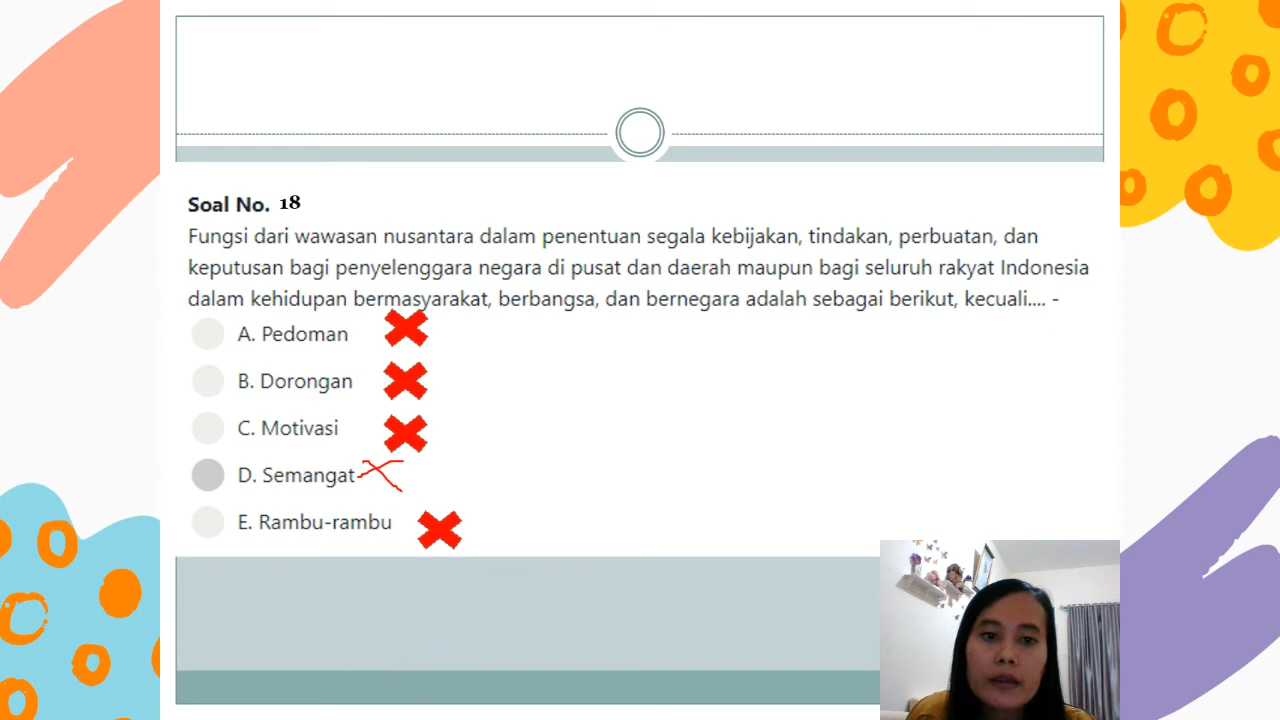 Soal No. 18
Fungsi dari wawasan nusantara dalam penentuan segala kebijakan, tindakan, perbuatan, dan
keputusan bagi penyelenggara negara di pusat dan daerah maupun bagi seluruh rakyat Indonesia
dalam kehidupan bermasyarakat, berbangsa, dan bernegara adalah sebagai berikut, kecuali.... -
A. Pedoman
B. Dorongan
C. Motivasi
D. Semangat
E. Rambu-rambu